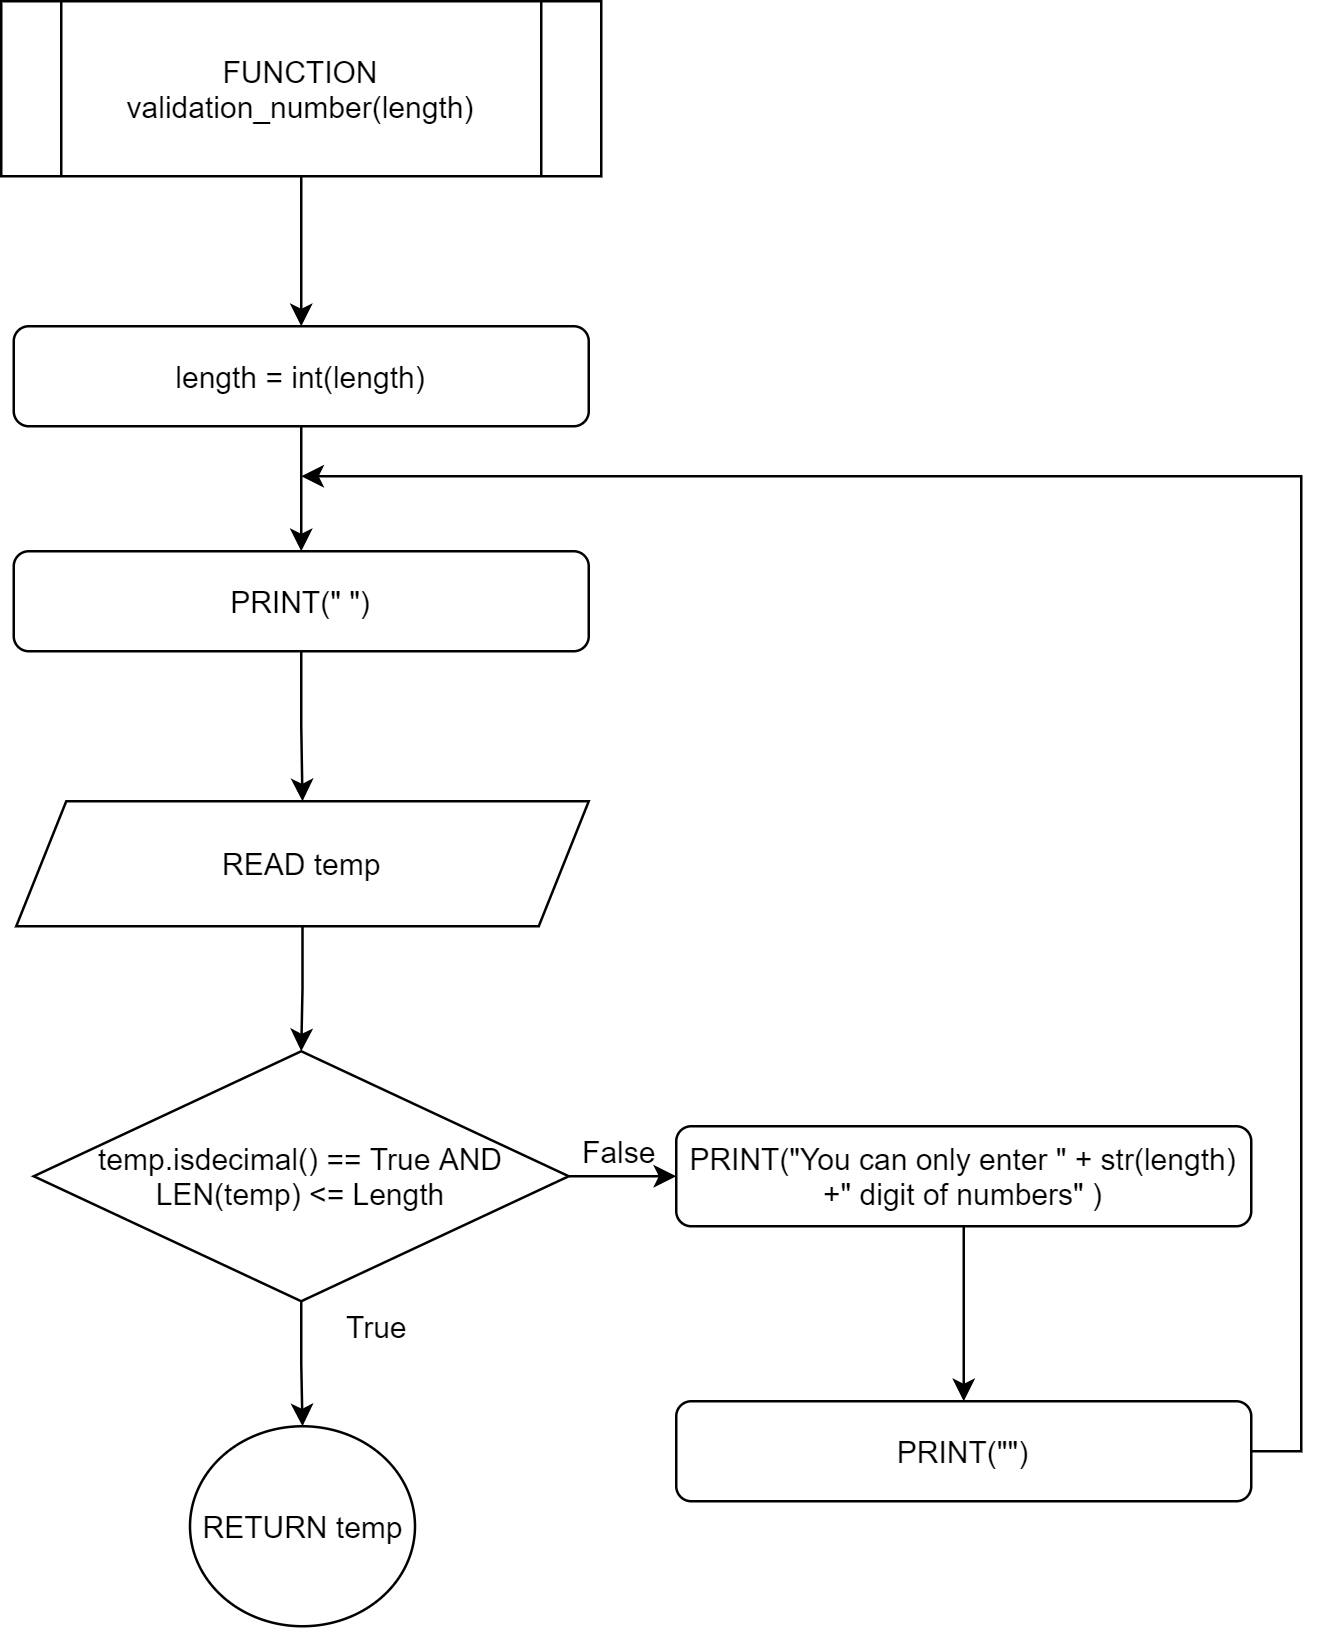 FUNCTION
validation_number(length)
length = int(length)
PRINT(" ")
READ temp
temp.isdecimal() == True AND
LEN(temp) <= Length
False
PRINT("You can only enter " + str(length)
+" digit of numbers" )
True
PRINT("")
RETURN temp